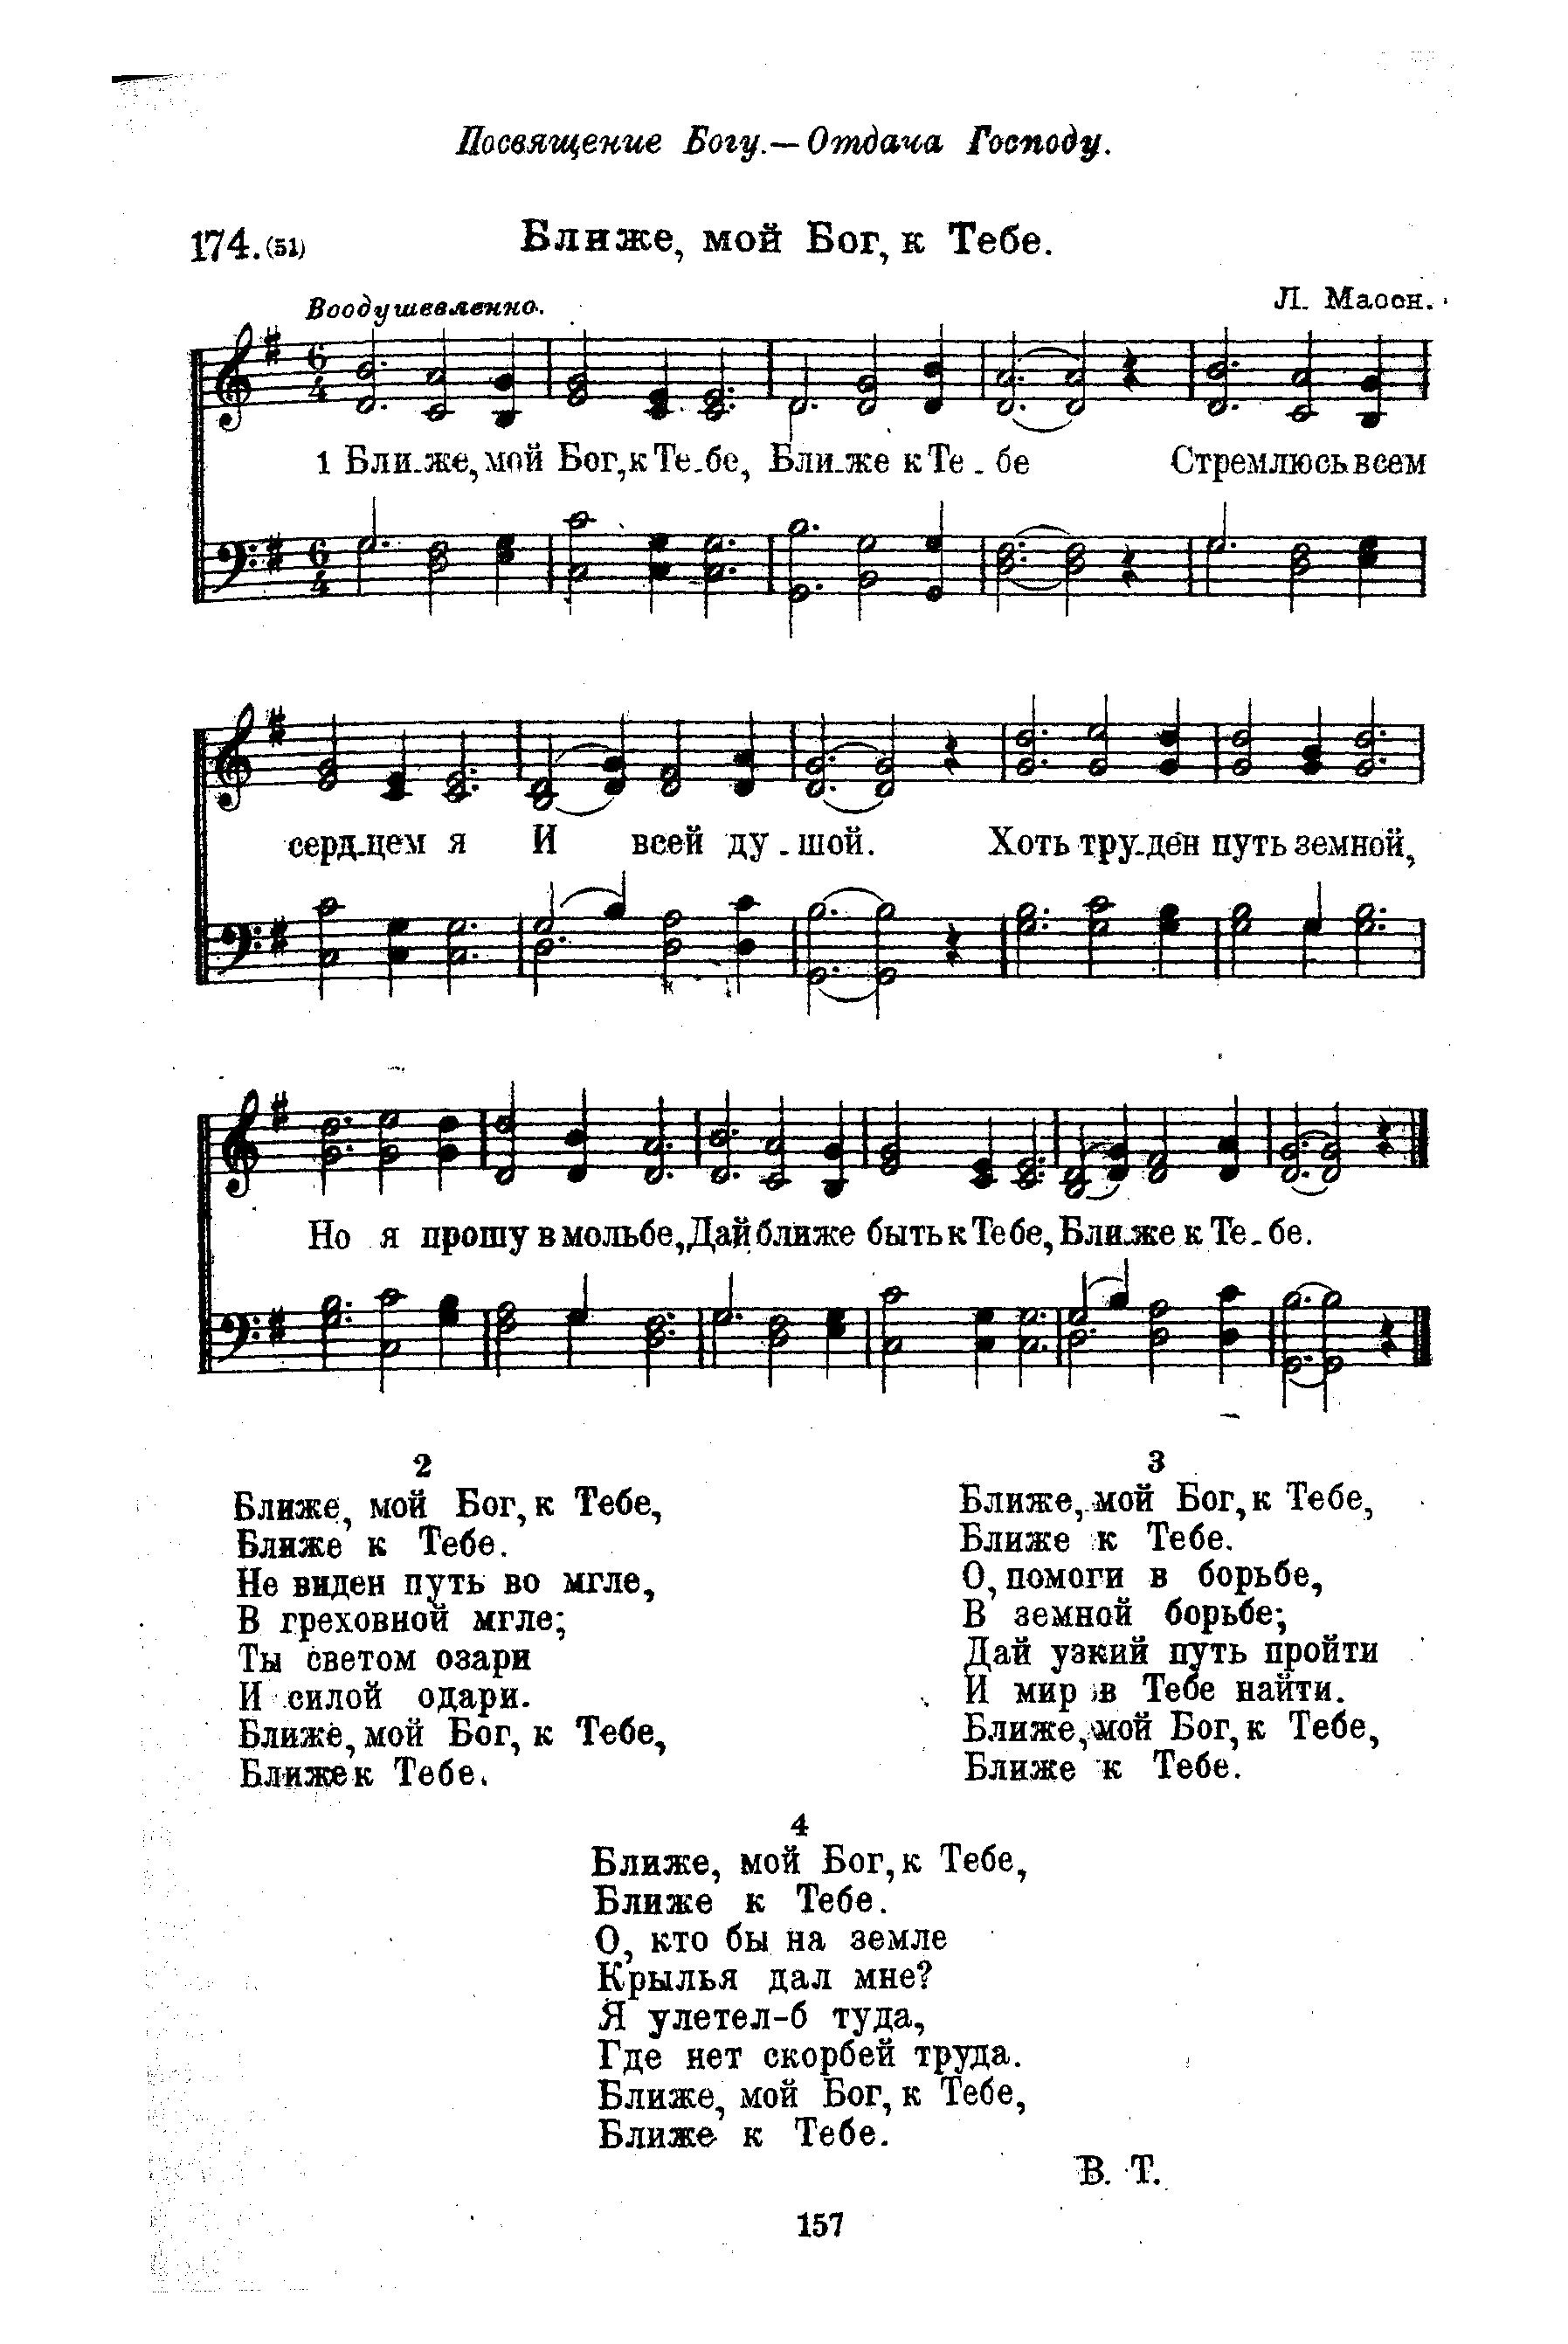 Посвящение Богу.—Отдача Господу.
174.(51)
Ближе, мой Бог, к Тебе.
Воодушевленно.
Л. Масон.
6
4
1 Бли-же, мой Бог, к Те-бе, Бли-же к Те-бе Стремлюсь всем
6
4
серд-цем я И всей ду-шой. Хоть тру-ден путь земной,
Но я прошу в мольбе, Дай ближе быть к Тебе, Бли-же к Те-бе.
2
Ближе, мой Бог, к Тебе,
Ближе к Тебе.
Не виден путь во мгле,
В греховной мгле;
Ты светом озари
И силой одари.
Ближе, мой Бог, к Тебе,
Ближе к Тебе.
3
Ближе, мой Бог, к Тебе,
Ближе к Тебе.
О, помоги в борьбе,
В земной борьбе;
Дай узкий путь пройти
И мир в Тебе найти.
Ближе, мой Бог, к Тебе,
Ближе к Тебе.
4
Ближе, мой Бог, к Тебе,
Ближе к Тебе.
О, кто бы на земле
Крылья дал мне?
Я улетел-б туда,
Где нет скорбей труда.
Ближе, мой Бог, к Тебе,
Ближе к Тебе.
В. Т.
157